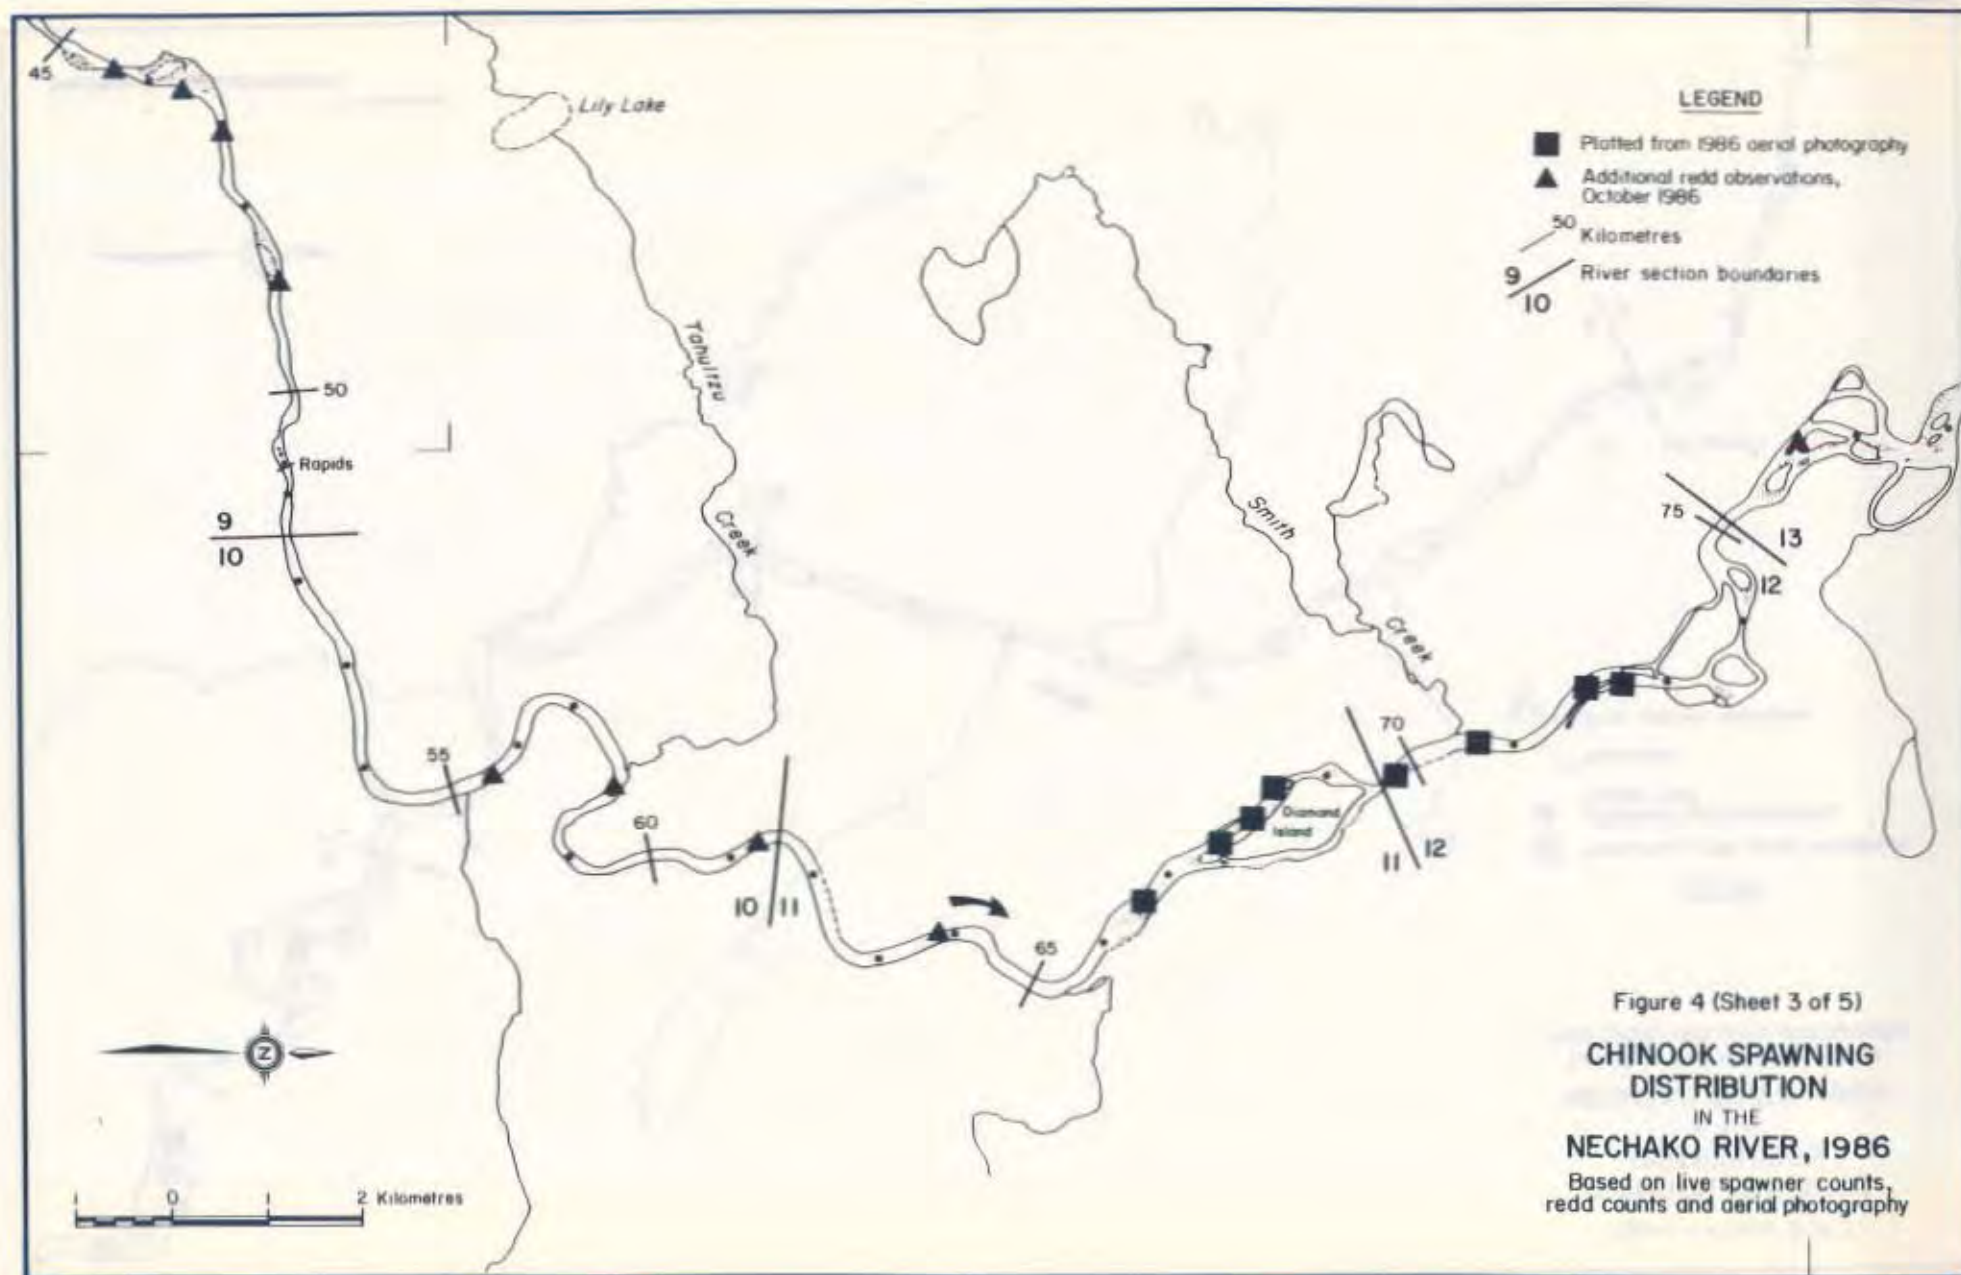 45
Lily Lake
LEGEND
Plotted from 1986 aerial photography
Additional redd observations,
October 1986
50
Kilometres
9
10
River section boundaries
Tahultzu
Creek
50
Rapids
9
10
Smith
Creek
75
13
12
55
60
10
11
65
70
Diamond
Island
11
12
Z
1 0 1 2 Kilometres
Figure 4 (Sheet 3 of 5)
CHINOOK SPAWNING
DISTRIBUTION
IN THE
NECHAKO RIVER, 1986
Based on live spawner counts,
redd counts and aerial photography